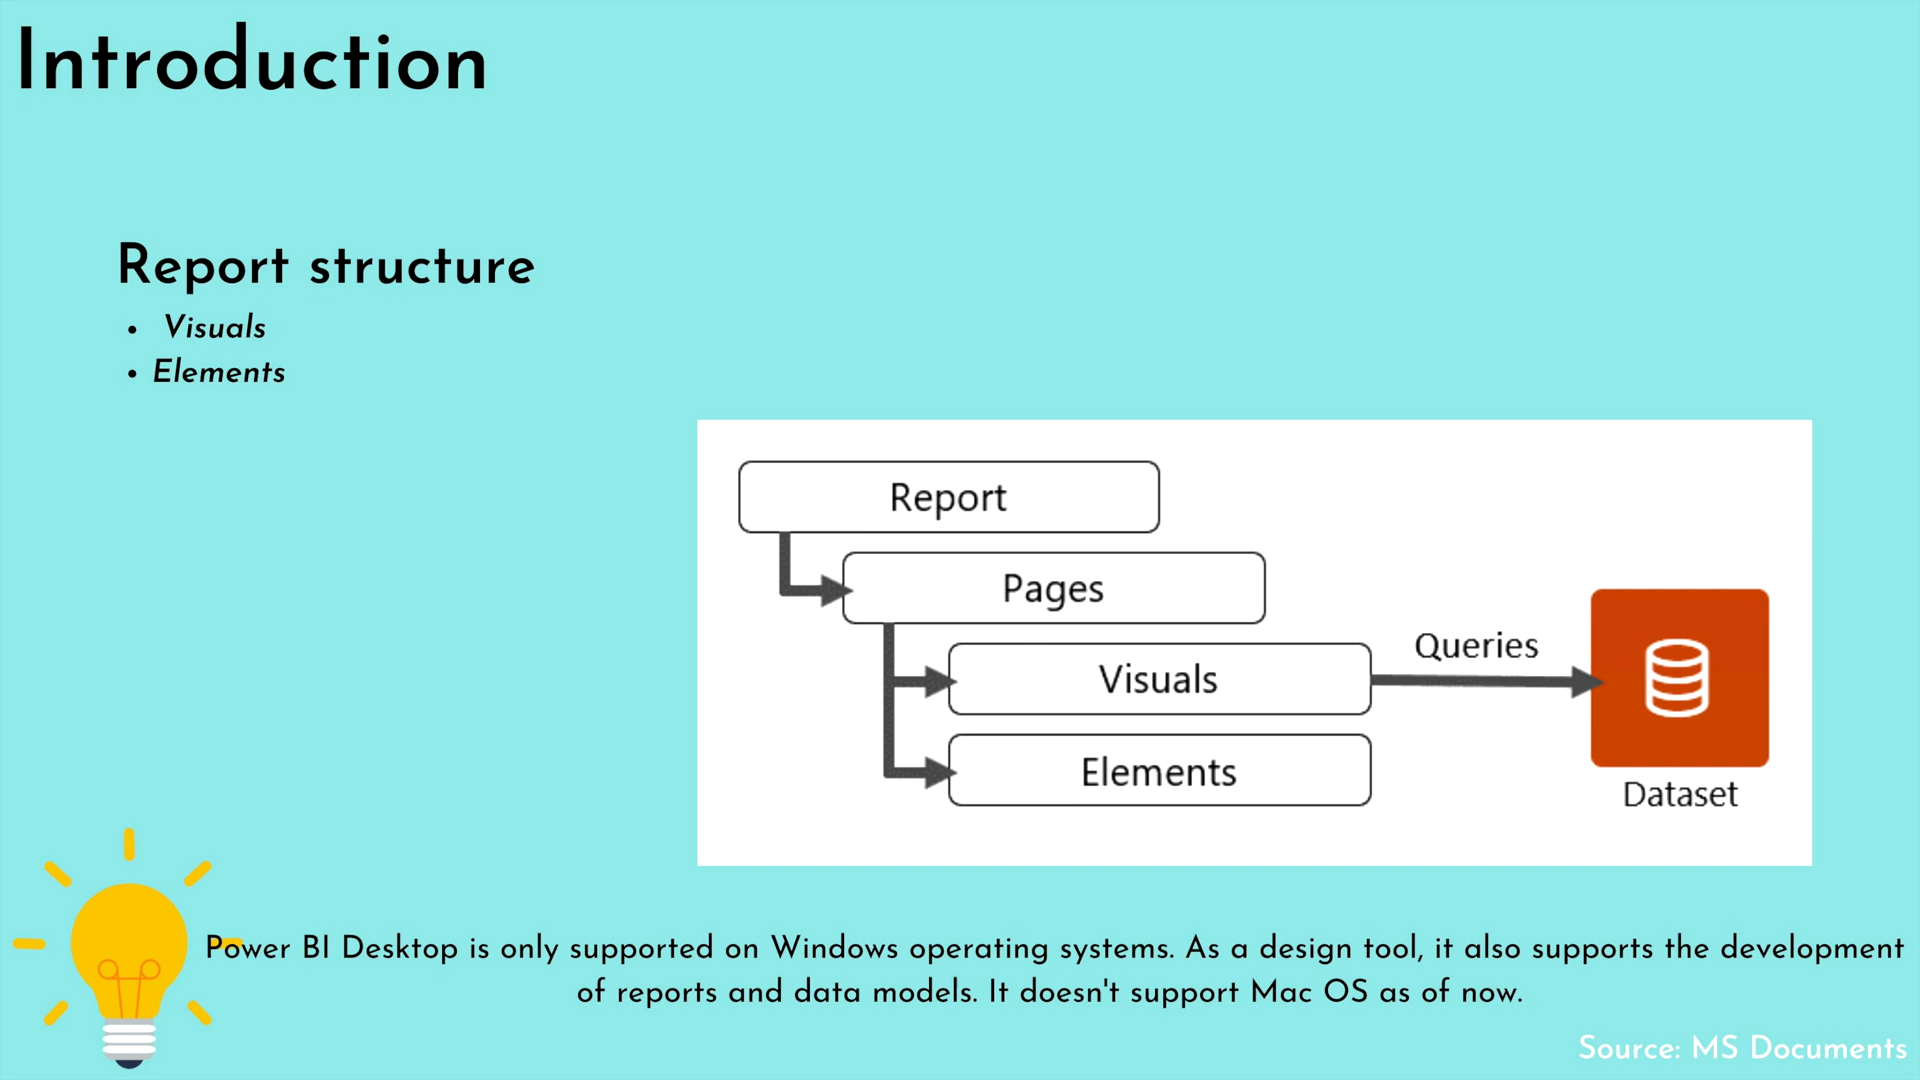 Introduction
Report structure
• Visuals
• Elements
Report
Pages
Visuals
Elements
Queries
Dataset
Power BI Desktop is only supported on Windows operating systems. As a design tool, it also supports the development
of reports and data models. It doesn't support Mac OS as of now.
Source: MS Documents